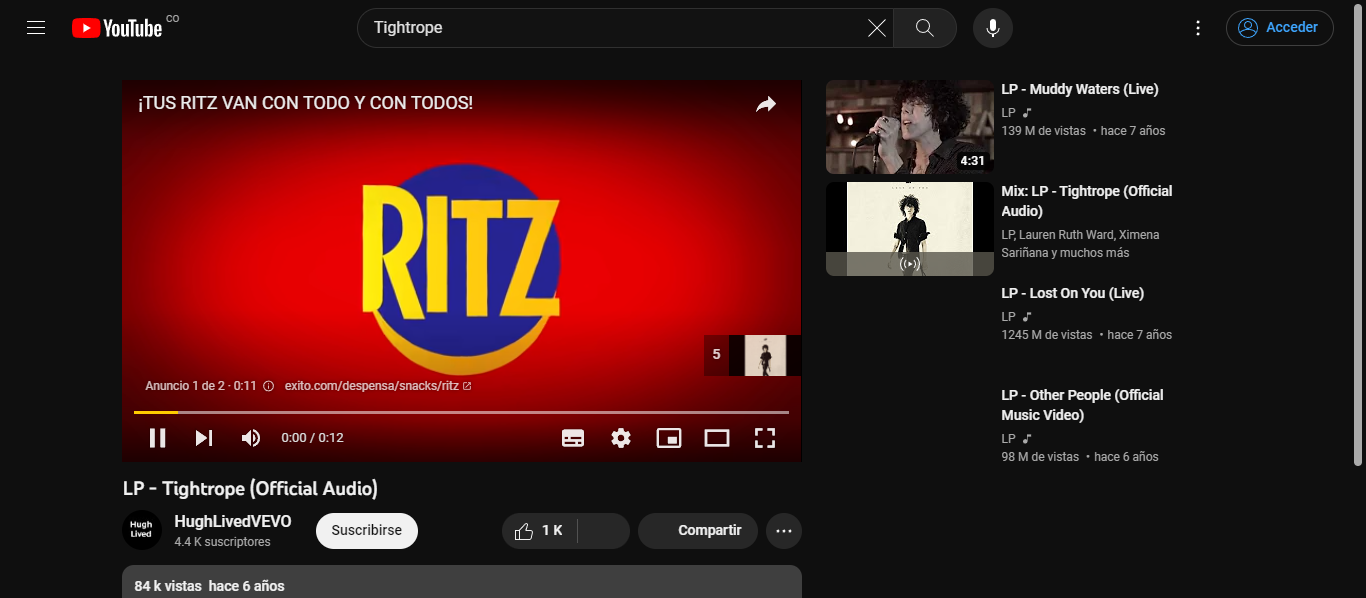 YouTube CO
Tightrope
Acceder
¡TUS RITZ VAN CON TODO Y CON TODOS!
RITZ
5
Anuncio 1 de 2 · 0:11 exito.com/despensa/snacks/ritz
0:00 / 0:12
LP - Tightrope (Official Audio)
Hugh
Lived
HughLivedVEVO
4.4 K suscriptores
Suscribirse
1 K
Compartir
84 k vistas hace 6 años
4:31
LP - Muddy Waters (Live)
LP
139 M de vistas • hace 7 años
Mix: LP - Tightrope (Official
Audio)
LP, Lauren Ruth Ward, Ximena
Sariñana y muchos más
LP - Lost On You (Live)
LP
1245 M de vistas • hace 7 años
LP - Other People (Official
Music Video)
LP
98 M de vistas • hace 6 años